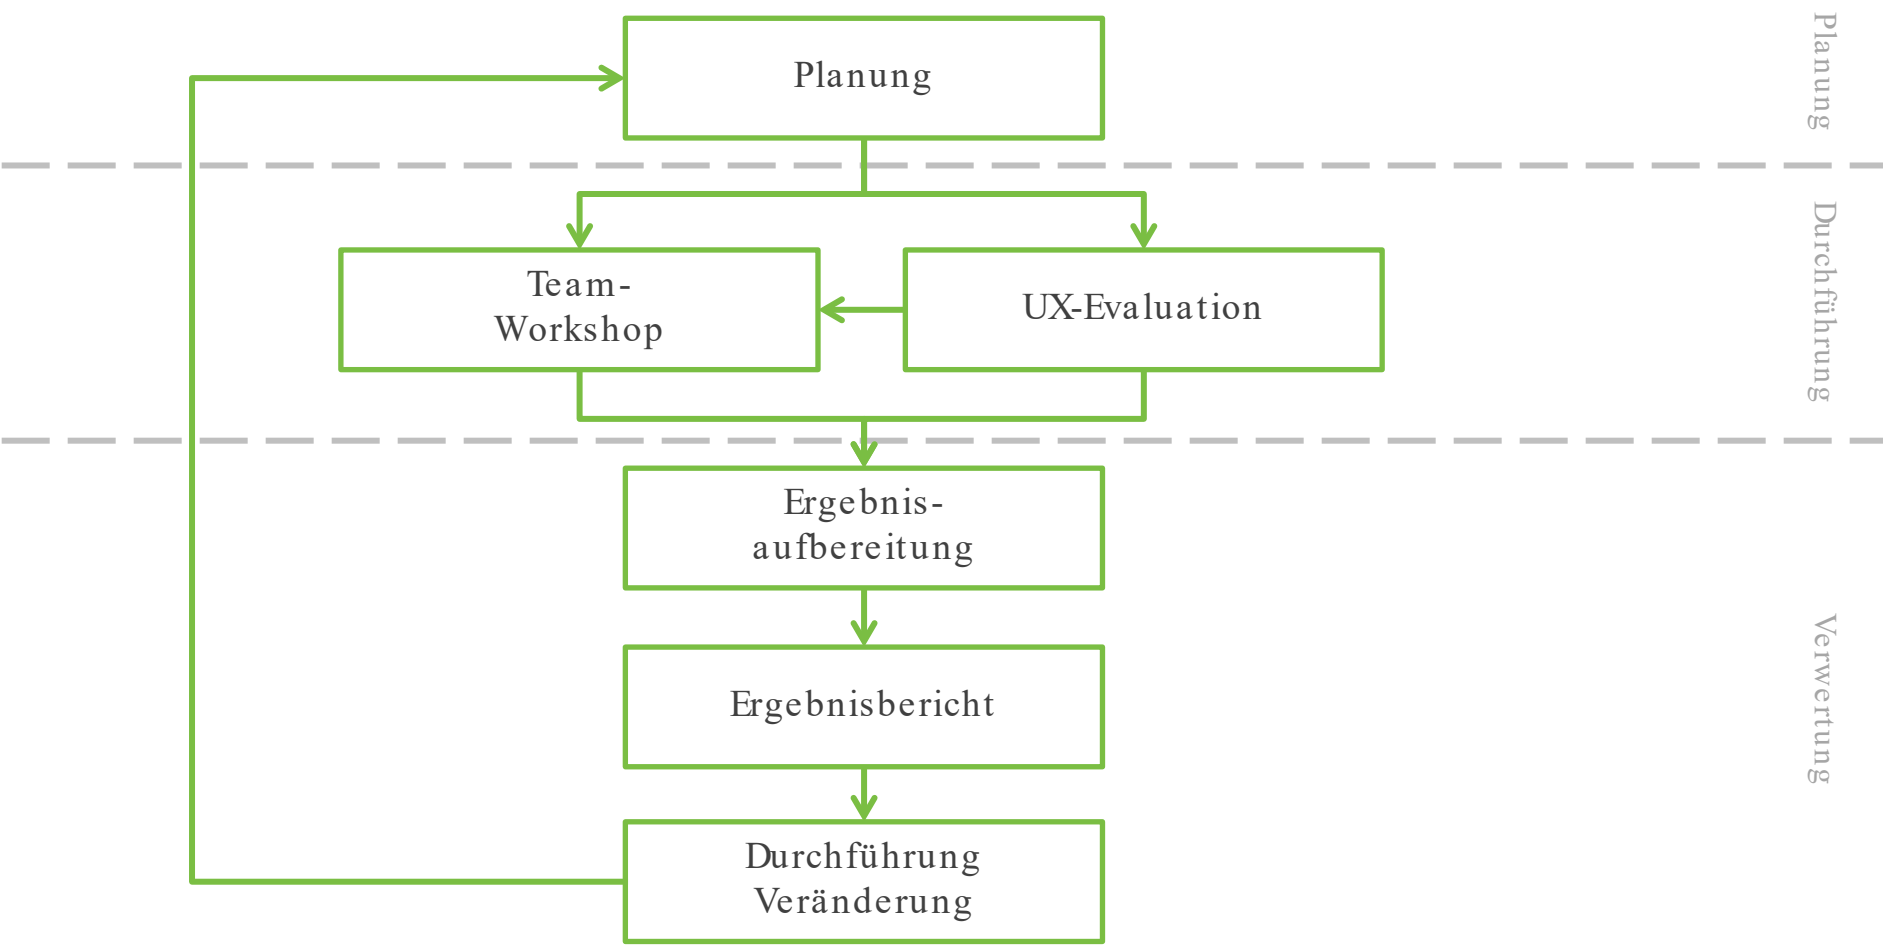 Planung
Planung
Team-
Workshop
UX-Evaluation
Durchführung
Ergebnis-
aufbereitung
Ergebnisbericht
Verwertung
Durchführung
Veränderung